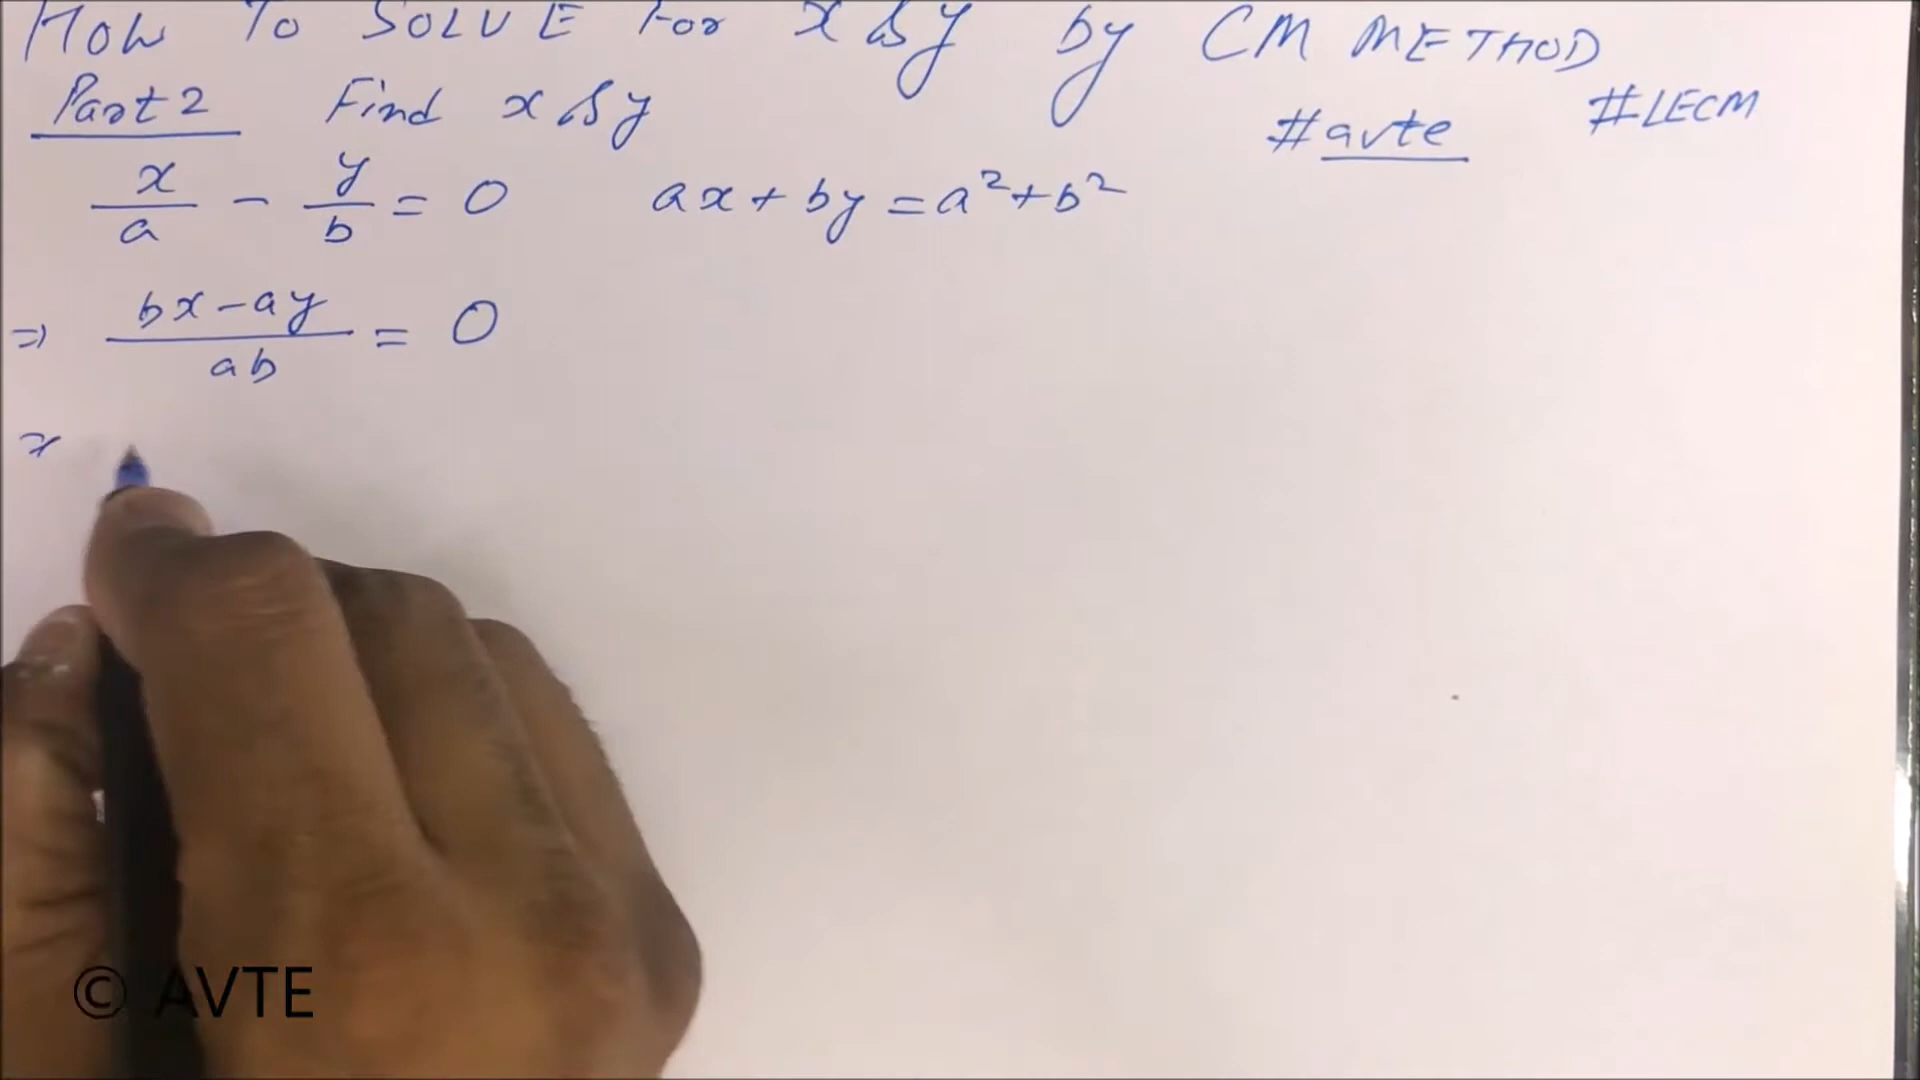 HOW TO SOLVE For x & y by CM METHOD
Part 2 Find x & y #avte #LECM
x/a - y/b = 0 ax + by = a² + b²
⇒ bx - ay/ab = 0
⇒
© AVTE